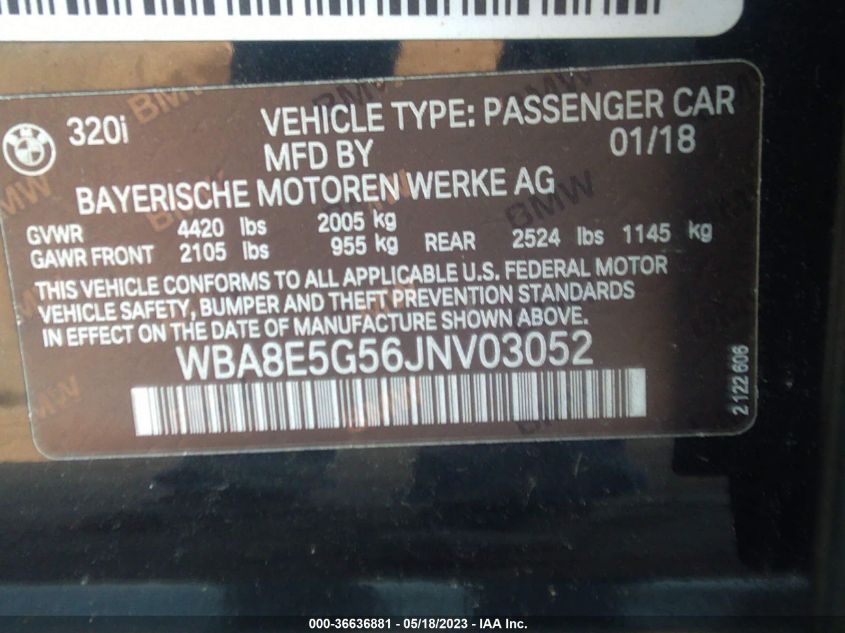 320i VEHICLE TYPE: PASSENGER CAR
MFD BY 01/18
BAYERISCHE MOTOREN WERKE AG
GVWR 4420 lbs 2005 kg
GAWR FRONT 2105 lbs 955 kg REAR 2524 lbs 1145 kg
THIS VEHICLE CONFORMS TO ALL APPLICABLE U.S. FEDERAL MOTOR
VEHICLE SAFETY, BUMPER AND THEFT PREVENTION STANDARDS
IN EFFECT ON THE DATE OF MANUFACTURE SHOWN ABOVE.
WBA8E5G56JNV03052
2 122 606
000-36636881 - 05/18/2023 - IAA Inc.